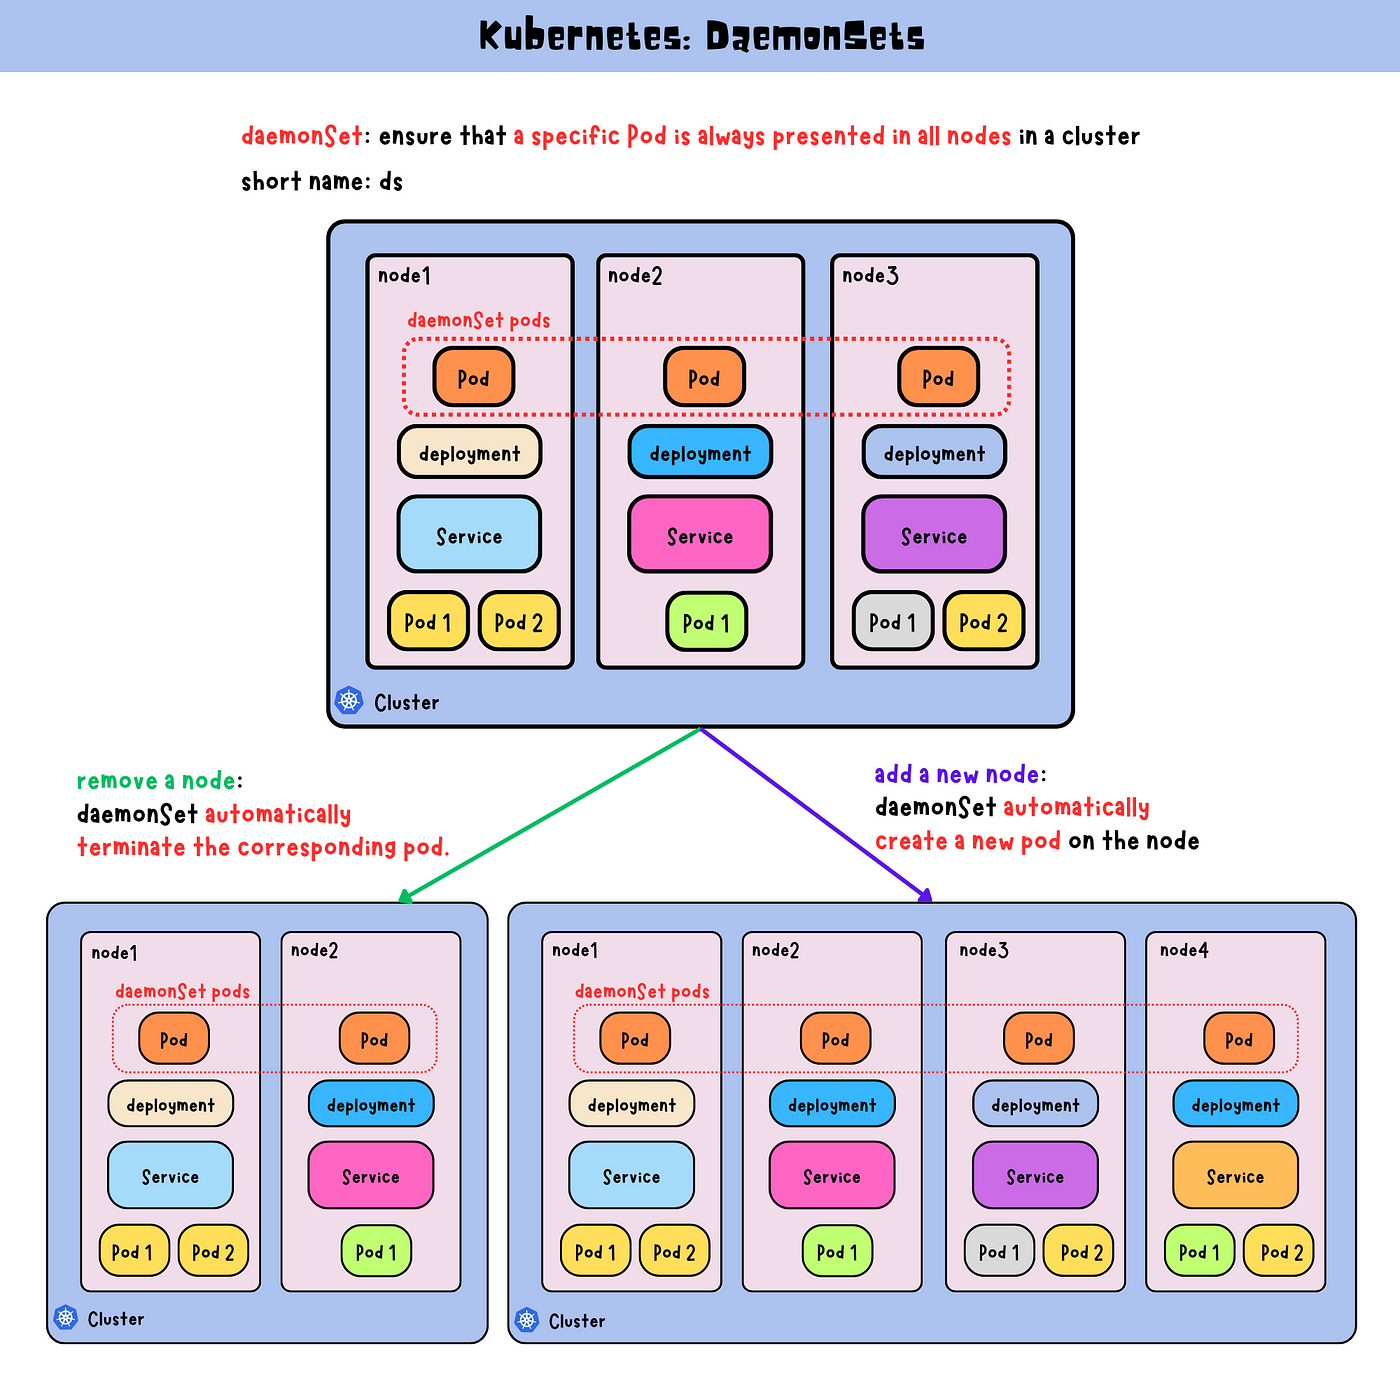 Kubernetes: DaemonSets
daemonSet: ensure that a specific Pod is always presented in all nodes in a cluster
short name: ds
node1
node2
node3
daemonSet pods
Pod
Pod
Pod
deployment
deployment
deployment
Service
Service
Service
Pod 1
Pod 2
Pod 1
Pod 1
Pod 2
Cluster
remove a node:
daemonSet automatically
terminate the corresponding pod.
add a new node:
daemonSet automatically
create a new pod on the node
node1
node2
daemonSet pods
Pod
Pod
deployment
deployment
Service
Service
Pod 1
Pod 2
Pod 1
Cluster
node1
node2
node3
node4
daemonSet pods
Pod
Pod
Pod
Pod
deployment
deployment
deployment
deployment
Service
Service
Service
Service
Pod 1
Pod 2
Pod 1
Pod 1
Pod 2
Pod 1
Pod 2
Cluster